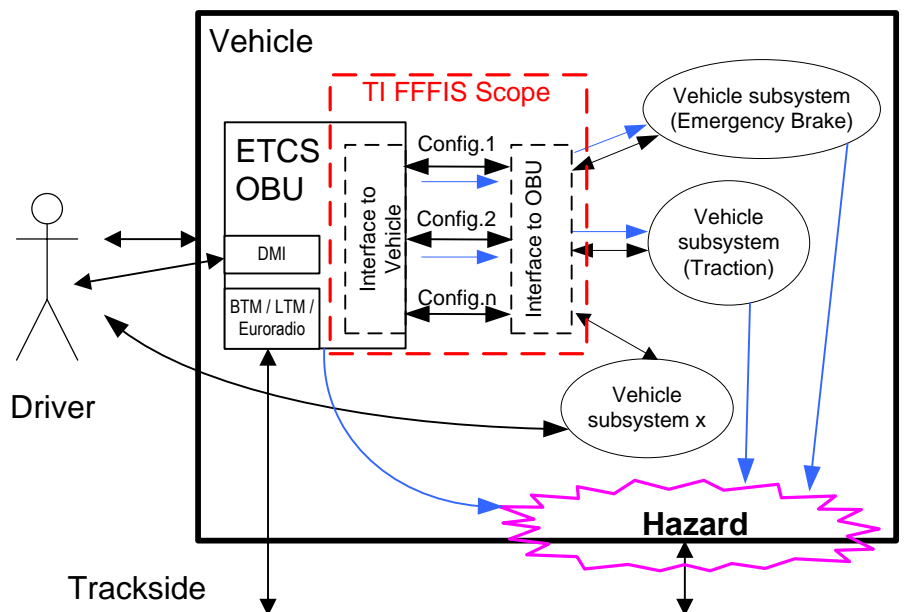 Vehicle
TI FFFIS Scope
Vehicle subsystem
(Emergency Brake)
ETCS
OBU
Config.1
Interface to
Vehicle
Interface to OBU
Config.2
Vehicle
subsystem
(Traction)
DMI
BTM / LTM /
Euroradio
Config.n
Driver
Vehicle
subsystem x
Hazard
Trackside